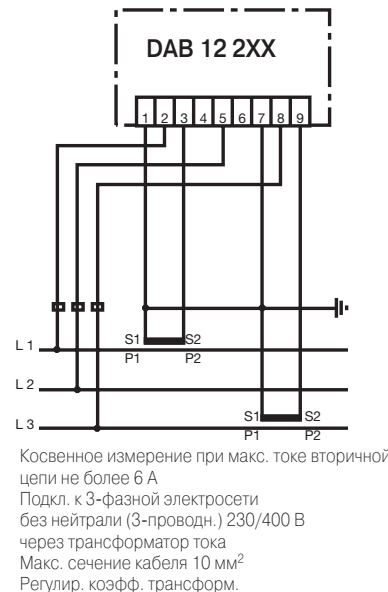 DAB 12 2XX
1 2 3 4 5 6 7 8 9
L 1
S1 S2
P1 P2
L 2
L 3
S1 S2
P1 P2
Косвенное измерение при макс. токе вторичной
цепи не более 6 А
Подкл. к 3-фазной электросети
без нейтрали (3-проводн.) 230/400 В
через трансформатор тока
Макс. сечение кабеля 10 мм²
Регулир. коэфф. трансформ.